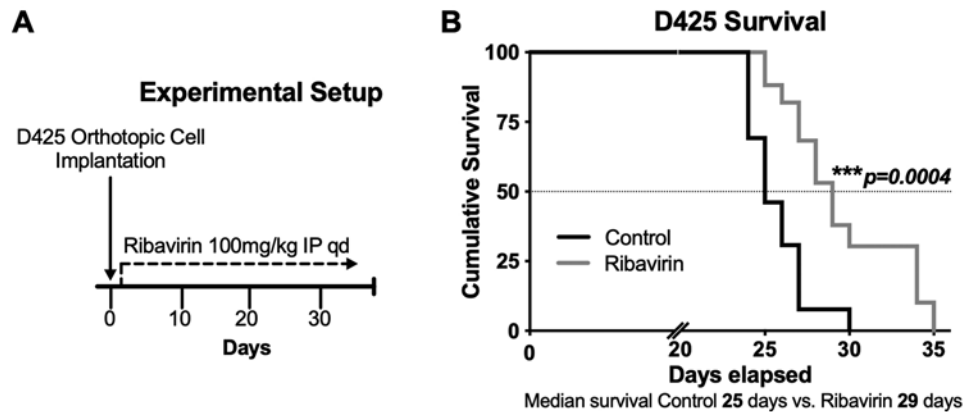 A
Experimental Setup
D425 Orthotopic Cell
Implantation
Ribavirin 100mg/kg IP qd
0 10 20 30
Days
B
D425 Survival
Cumulative Survival
100
75
50
25
0
***p=0.0004
Control
Ribavirin
0 20 25 30 35
Days elapsed
Median survival Control 25 days vs. Ribavirin 29 days